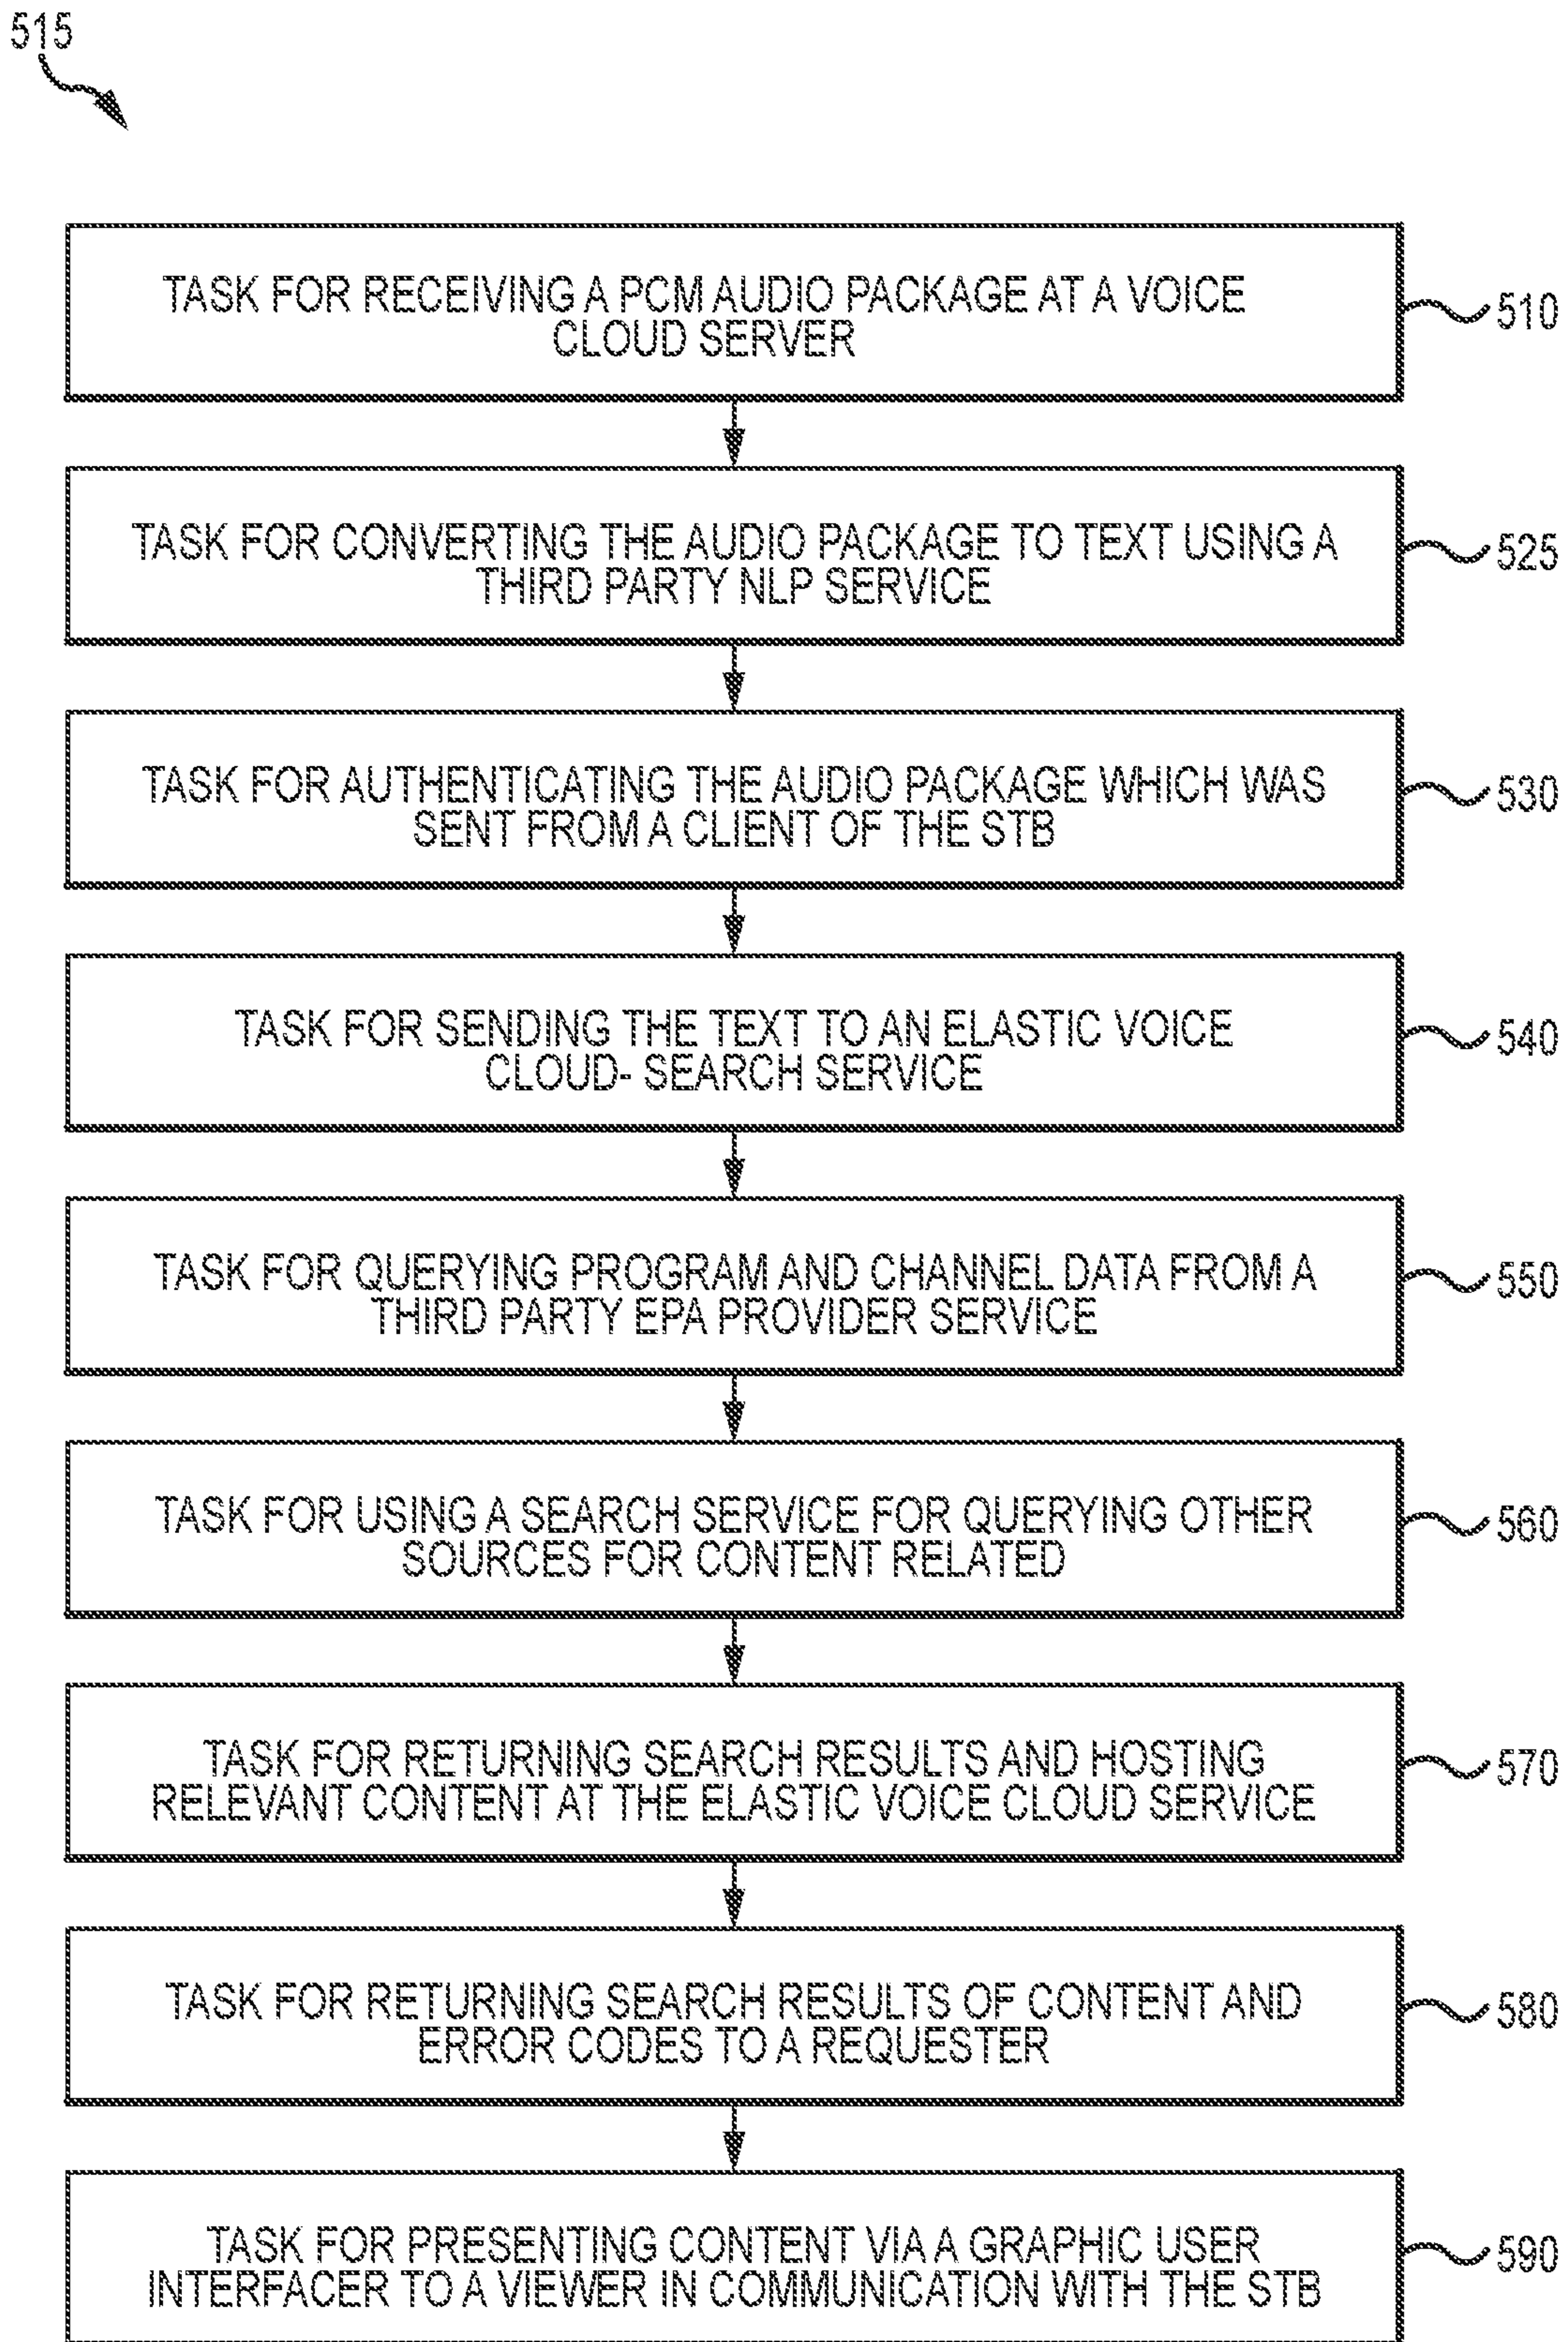 515
TASK FOR RECEIVING A PCM AUDIO PACKAGE AT A VOICE
CLOUD SERVER
510
TASK FOR CONVERTING THE AUDIO PACKAGE TO TEXT USING A
THIRD PARTY NLP SERVICE
525
TASK FOR AUTHENTICATING THE AUDIO PACKAGE WHICH WAS
SENT FROM A CLIENT OF THE STB
530
TASK FOR SENDING THE TEXT TO AN ELASTIC VOICE
CLOUD- SEARCH SERVICE
540
TASK FOR QUERYING PROGRAM AND CHANNEL DATA FROM A
THIRD PARTY EPA PROVIDER SERVICE
550
TASK FOR USING A SEARCH SERVICE FOR QUERYING OTHER
SOURCES FOR CONTENT RELATED
560
TASK FOR RETURNING SEARCH RESULTS AND HOSTING
RELEVANT CONTENT AT THE ELASTIC VOICE CLOUD SERVICE
570
TASK FOR RETURNING SEARCH RESULTS OF CONTENT AND
ERROR CODES TO A REQUESTER
580
TASK FOR PRESENTING CONTENT VIA A GRAPHIC USER
INTERFACER TO A VIEWER IN COMMUNICATION WITH THE STB
590